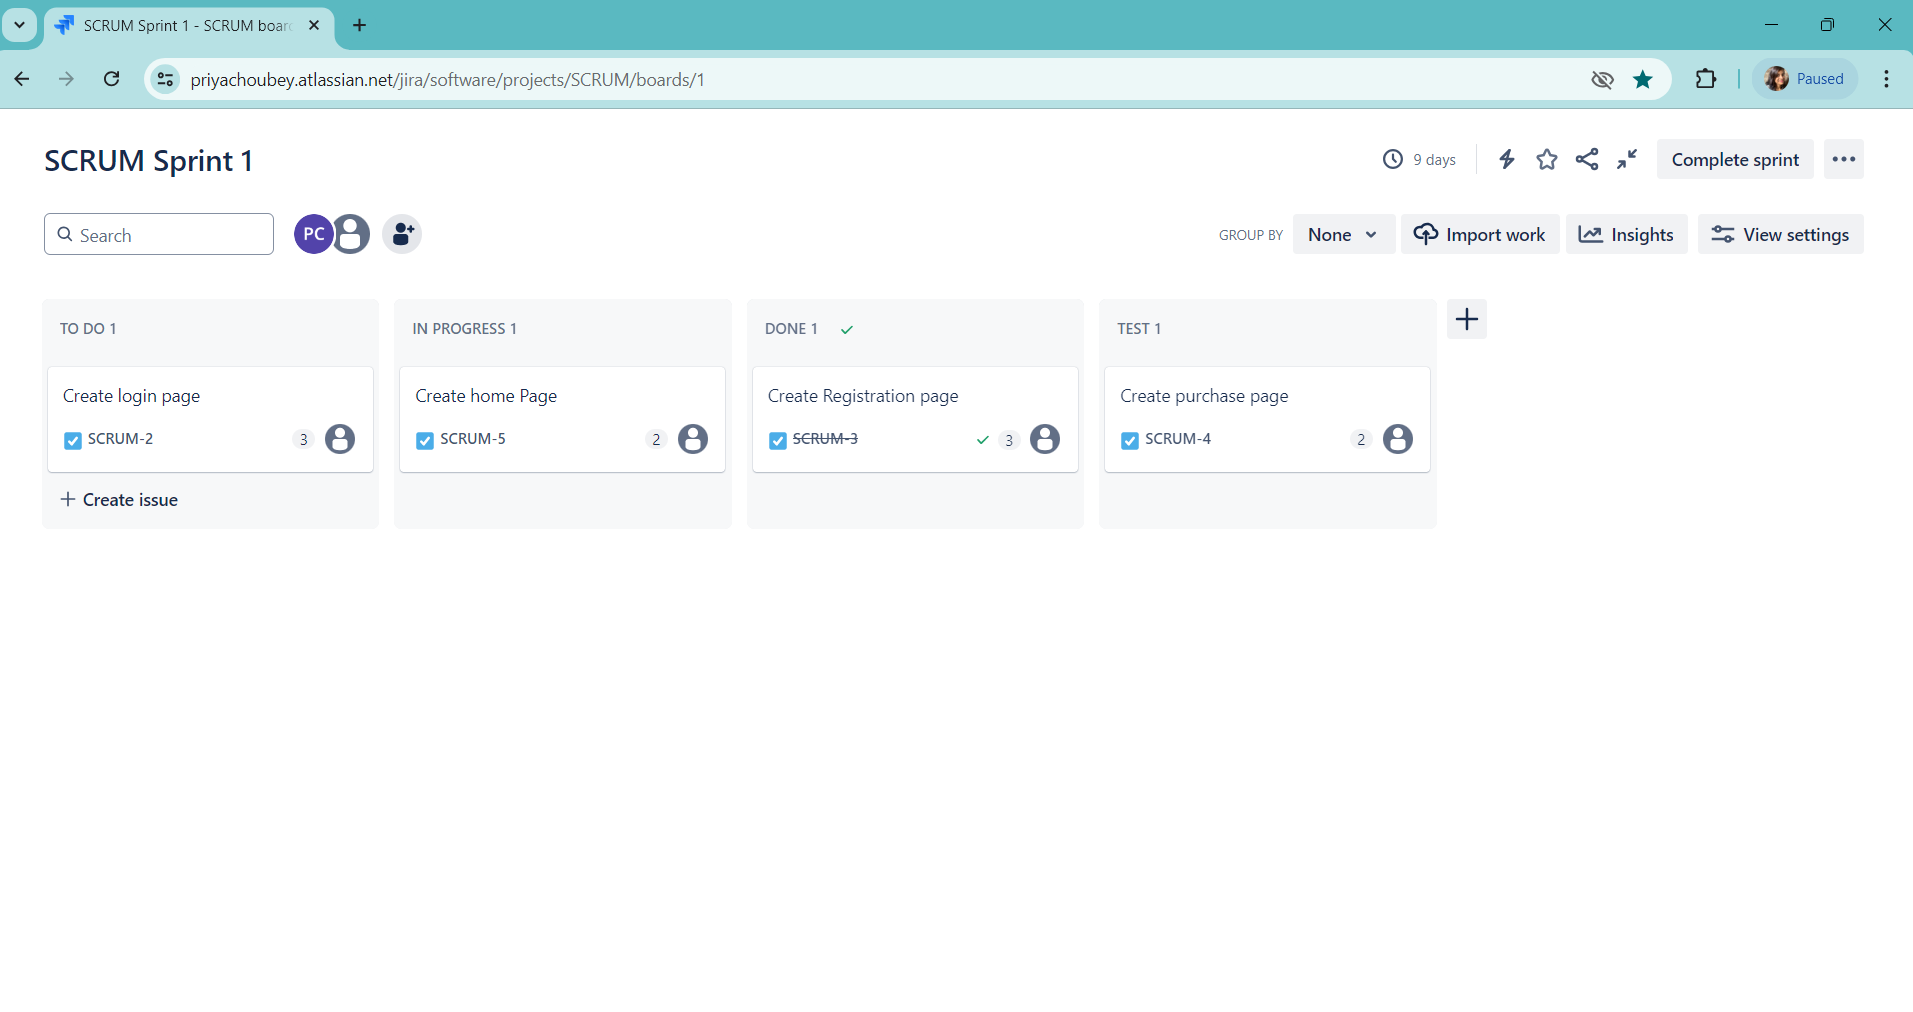 SCRUM Sprint 1 - SCRUM boar
priyachoubey.atlassian.net/jira/software/projects/SCRUM/boards/1
Paused
SCRUM Sprint 1
9 days
Complete sprint
Search
PC
GROUP BY
None
Import work
Insights
View settings
TO DO 1
IN PROGRESS 1
DONE 1
TEST 1
Create login page
SCRUM-2
3
Create home Page
SCRUM-5
2
Create Registration page
SCRUM-3
3
Create purchase page
SCRUM-4
2
Create issue